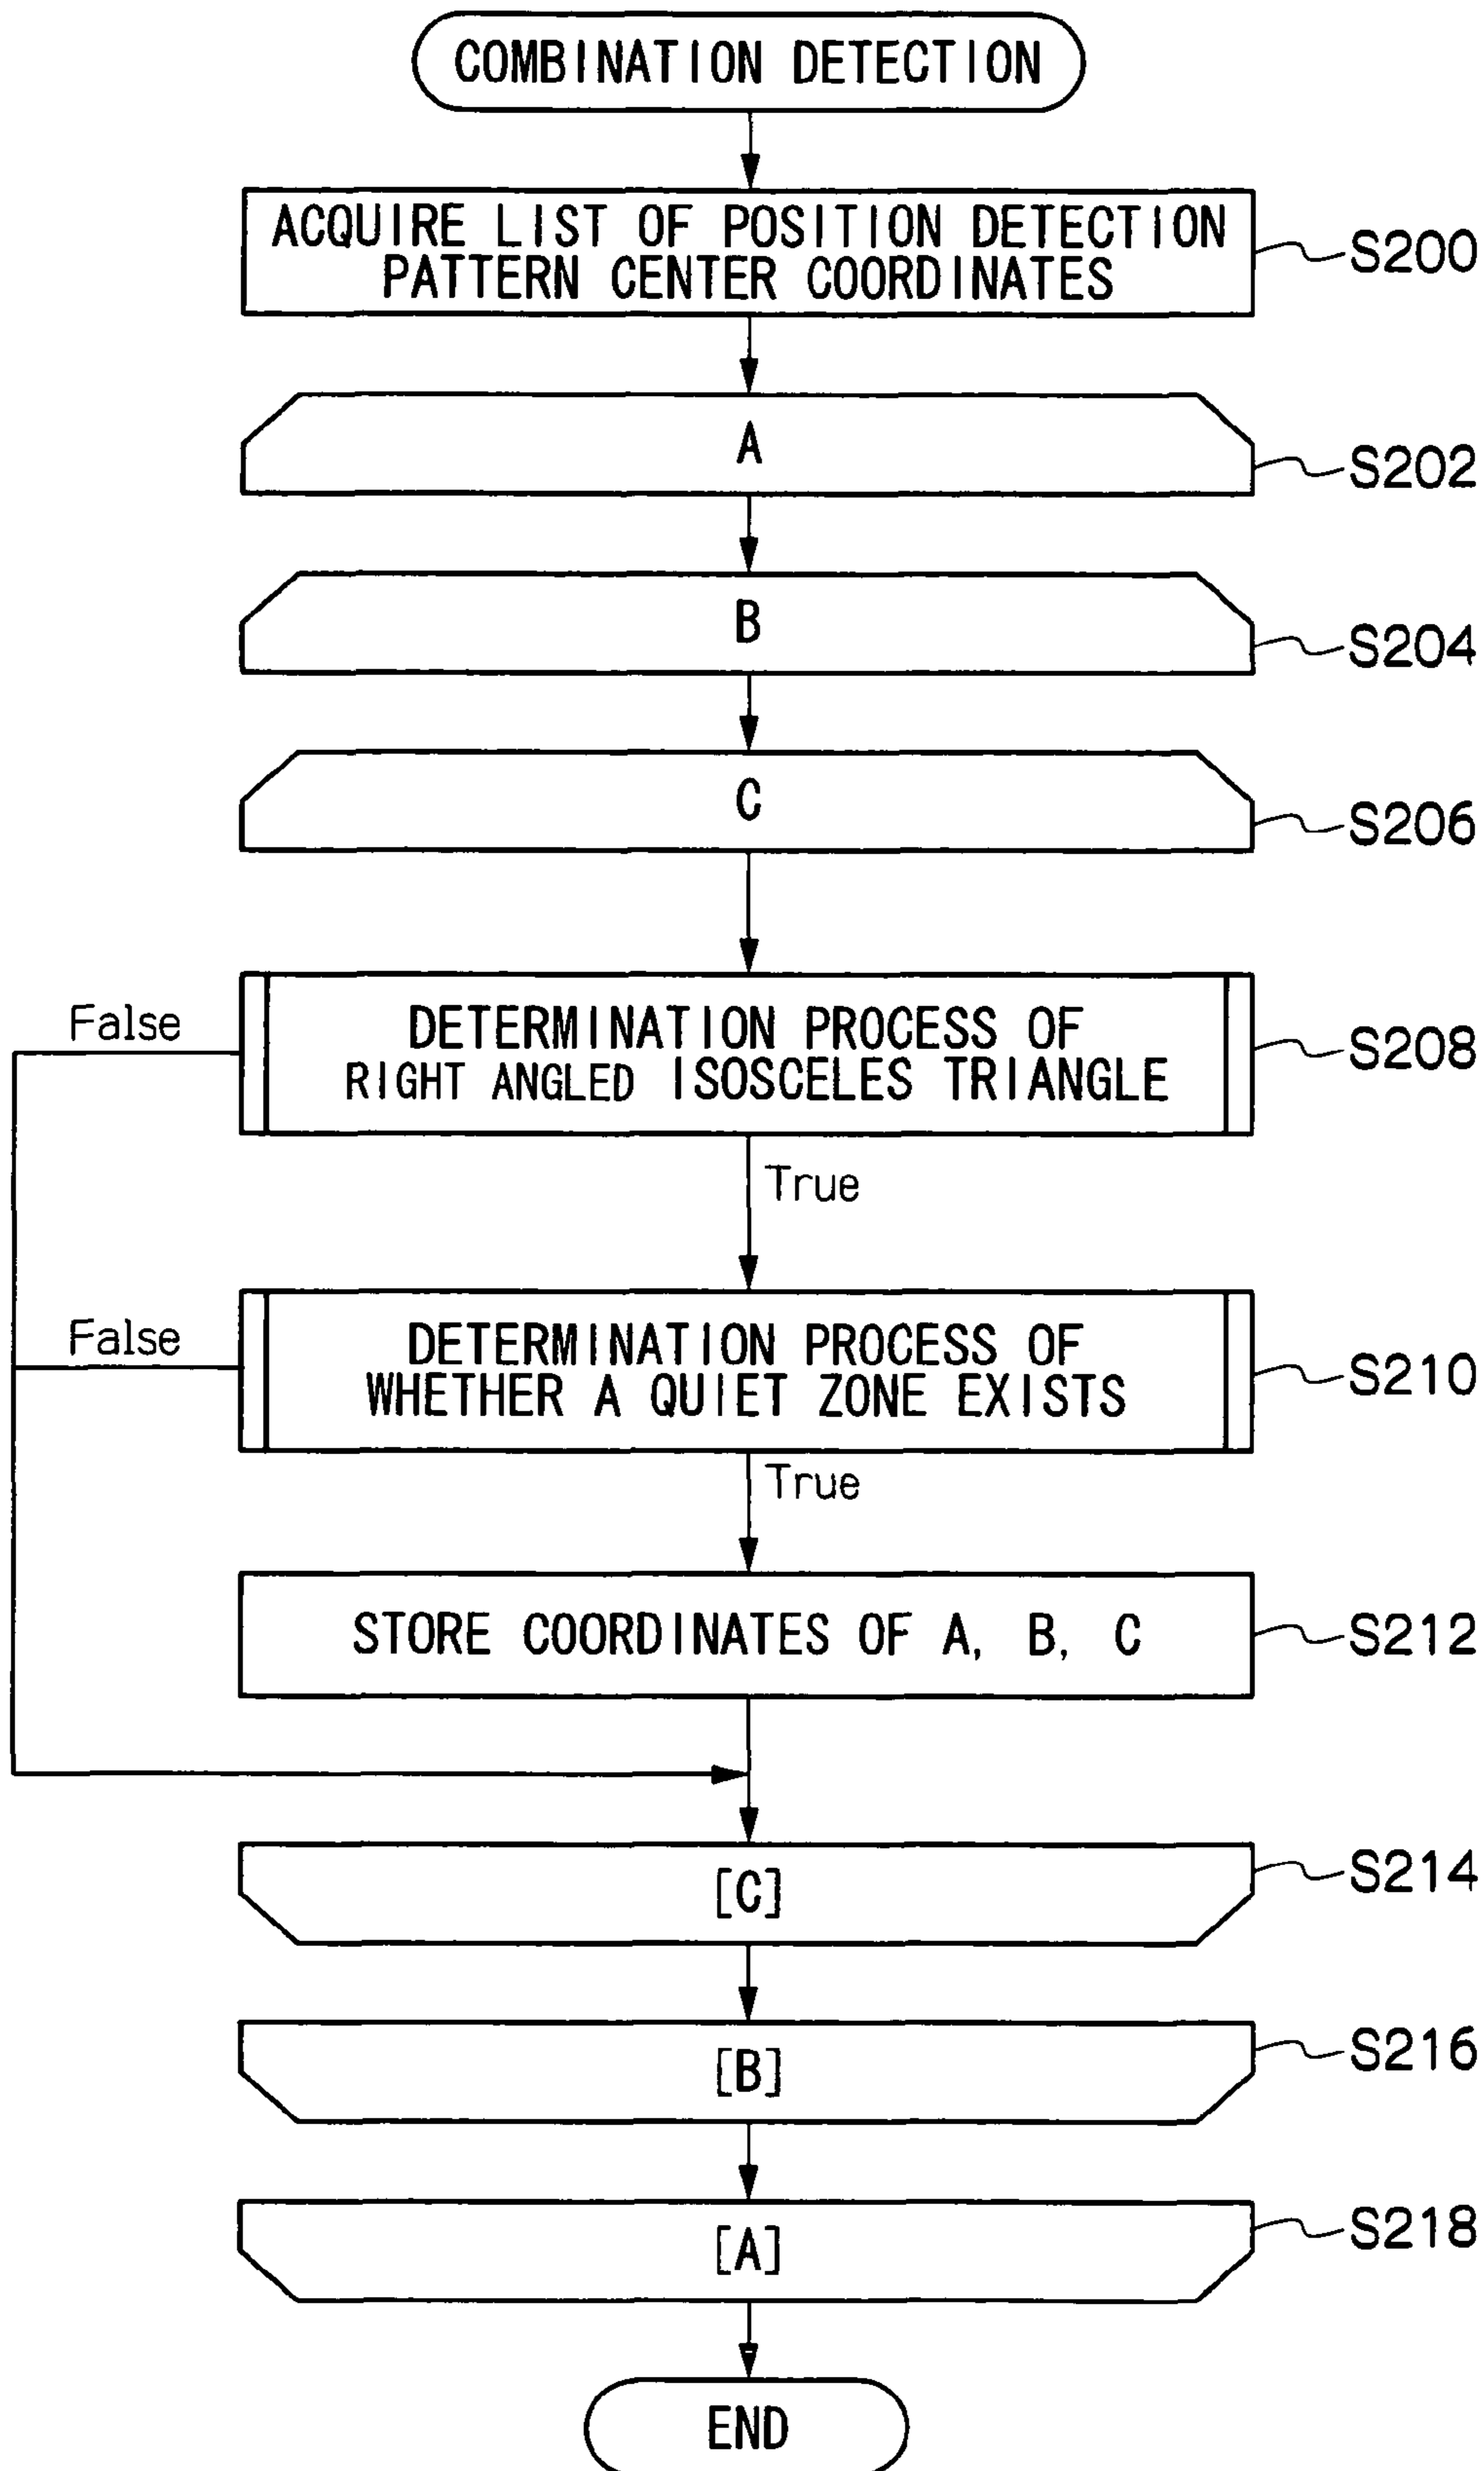 COMBINATION DETECTION
ACQUIRE LIST OF POSITION DETECTION
PATTERN CENTER COORDINATES
S200
A
S202
B
S204
C
S206
False
DETERMINATION PROCESS OF
RIGHT ANGLED ISOSCELES TRIANGLE
S208
True
False
DETERMINATION PROCESS OF
WHETHER A QUIET ZONE EXISTS
S210
True
STORE COORDINATES OF A, B, C
S212
[C]
S214
[B]
S216
[A]
S218
END